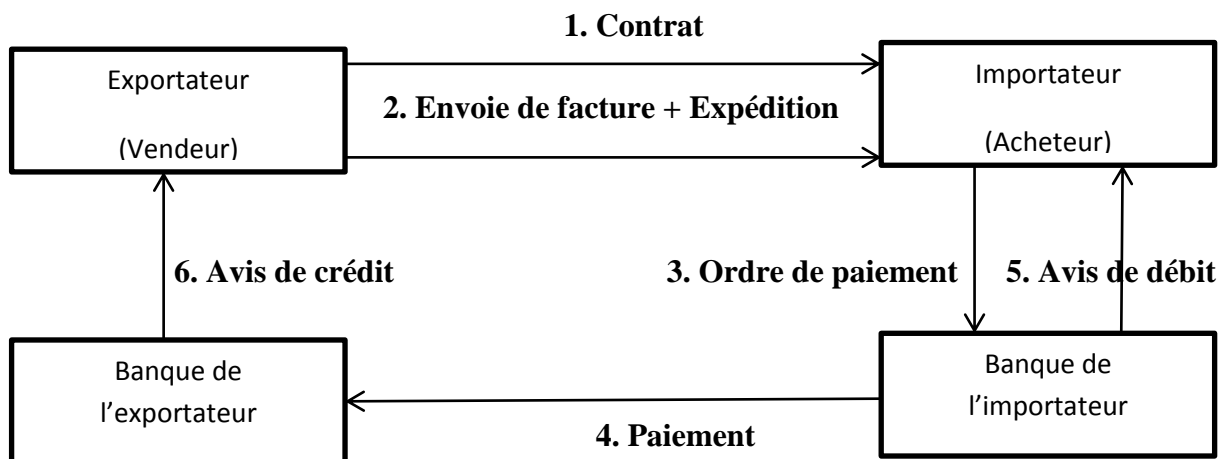 1. Contrat
Exportateur
(Vendeur)
Importateur
(Acheteur)
2. Envoie de facture + Expédition
6. Avis de crédit
3. Ordre de paiement
5. Avis de débit
Banque de
l’exportateur
Banque de
l’importateur
4. Paiement